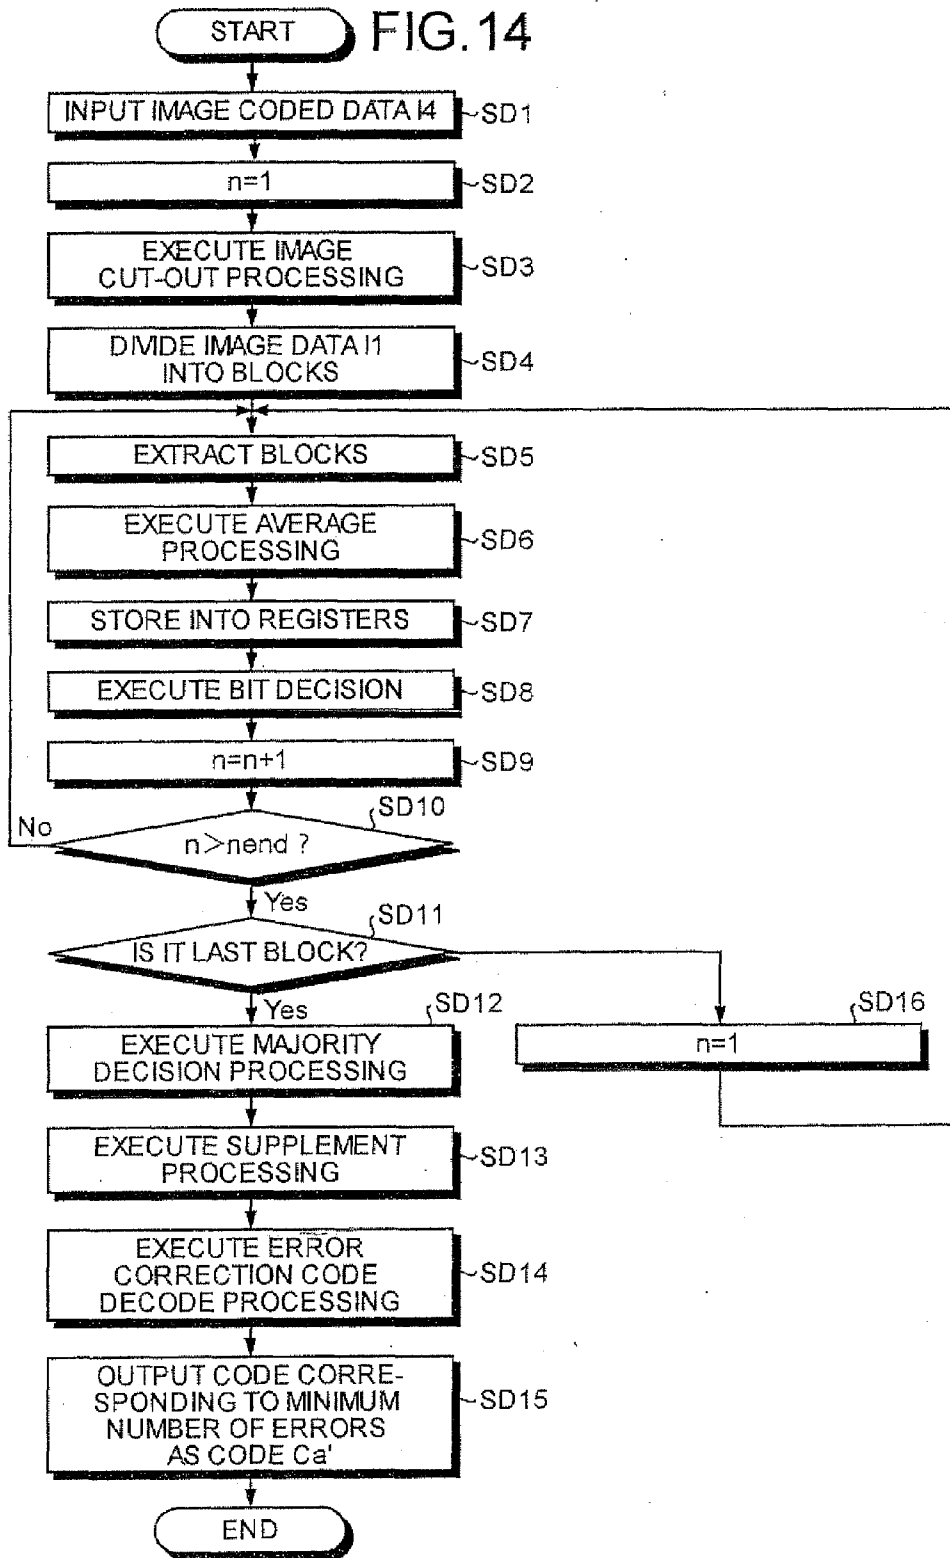 START
FIG.14
INPUT IMAGE CODED DATA I4
SD1
n=1
SD2
EXECUTE IMAGE
CUT-OUT PROCESSING
SD3
DIVIDE IMAGE DATA I1
INTO BLOCKS
SD4
EXTRACT BLOCKS
SD5
EXECUTE AVERAGE
PROCESSING
SD6
STORE INTO REGISTERS
SD7
EXECUTE BIT DECISION
SD8
n=n+1
SD9
SD10
No
n>nend ?
Yes
SD11
IS IT LAST BLOCK?
Yes
SD12
EXECUTE MAJORITY
DECISION PROCESSING
SD16
n=1
EXECUTE SUPPLEMENT
PROCESSING
SD13
EXECUTE ERROR
CORRECTION CODE
DECODE PROCESSING
SD14
OUTPUT CODE CORRE-
SPONDING TO MINIMUM
NUMBER OF ERRORS
AS CODE Ca'
SD15
END